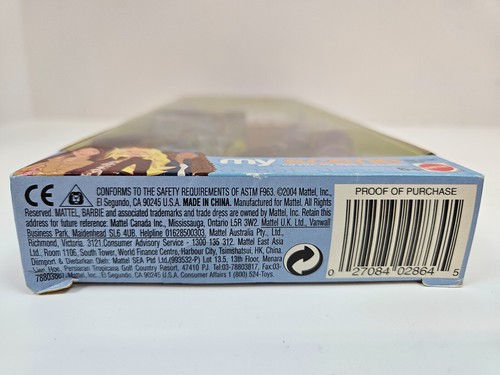 my
CE
CONFORMS TO THE SAFETY REQUIREMENTS OF ASTM F963. ©2004 Mattel, Inc.,
El Segundo, CA 90245 U.S.A. MADE IN CHINA. Manufactured for Mattel. All Rights
Reserved. MATTEL, BARBIE and associated trademarks and trade dress are owned by Mattel, Inc. Retain this
address for future reference: Mattel Canada Inc., Mississauga, Ontario L5R 3W2. Mattel U.K. Ltd., Vanwall
Business Park, Maidenhead SL6 4UB. Helpline 01628500303. Mattel Australia Pty., Ltd.,
Richmond, Victoria. 3121.Consumer Advisory Service - 1300 135 312. Mattel East Asia
Ltd., Room 1106, South Tower, World Finance Centre, Harbour City, Tsimshatsui, HK, China.
Diimport & Diedarkan Oleh: Mattel SEA Ptd Ltd.(993532-P) Lot 13.5, 13th Floor, Menara
Lien Hoe, Persiaran Tropicana Golf Country Resort, 47410 PJ. Tel:03-78803817, Fax:03-
78803867. Mattel, Inc., El Segundo, CA 90245 U.S.A. Consumer Affairs 1 (800) 524-Toys.
PROOF OF PURCHASE
0 27084 02864 5